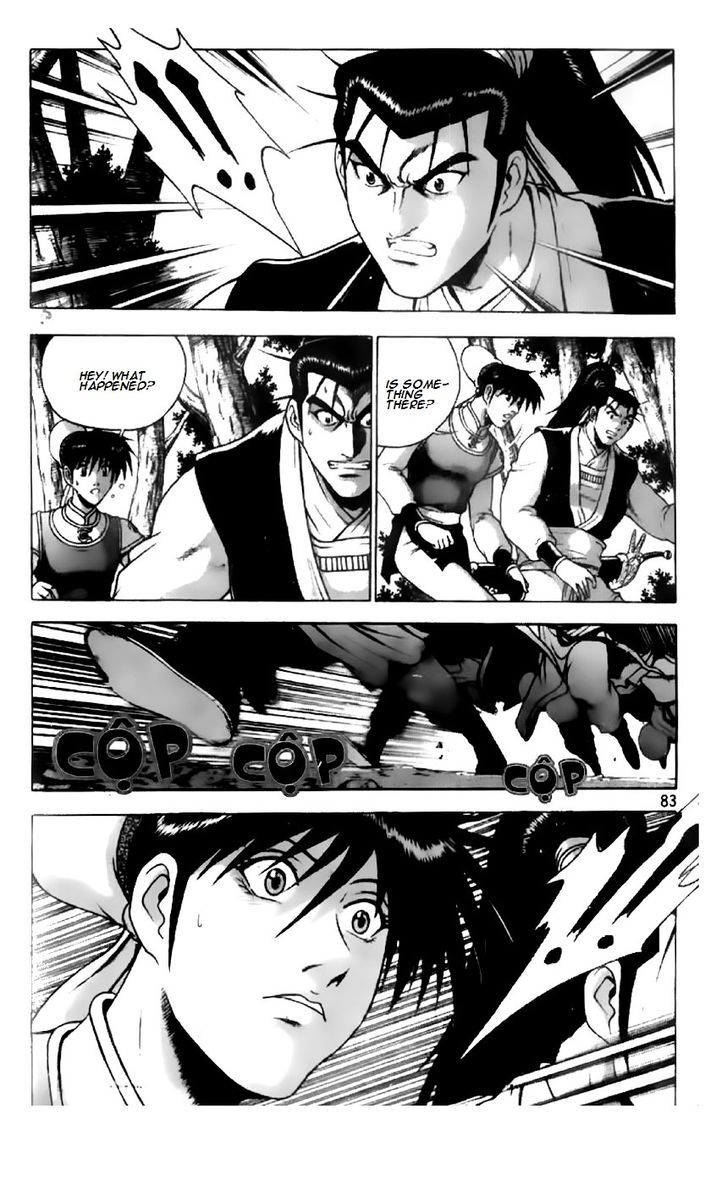 !!
HEY! WHAT
HAPPENED?
IS SOME-
THING
THERE?
CỘP
CỘP
CỘP
83
!!